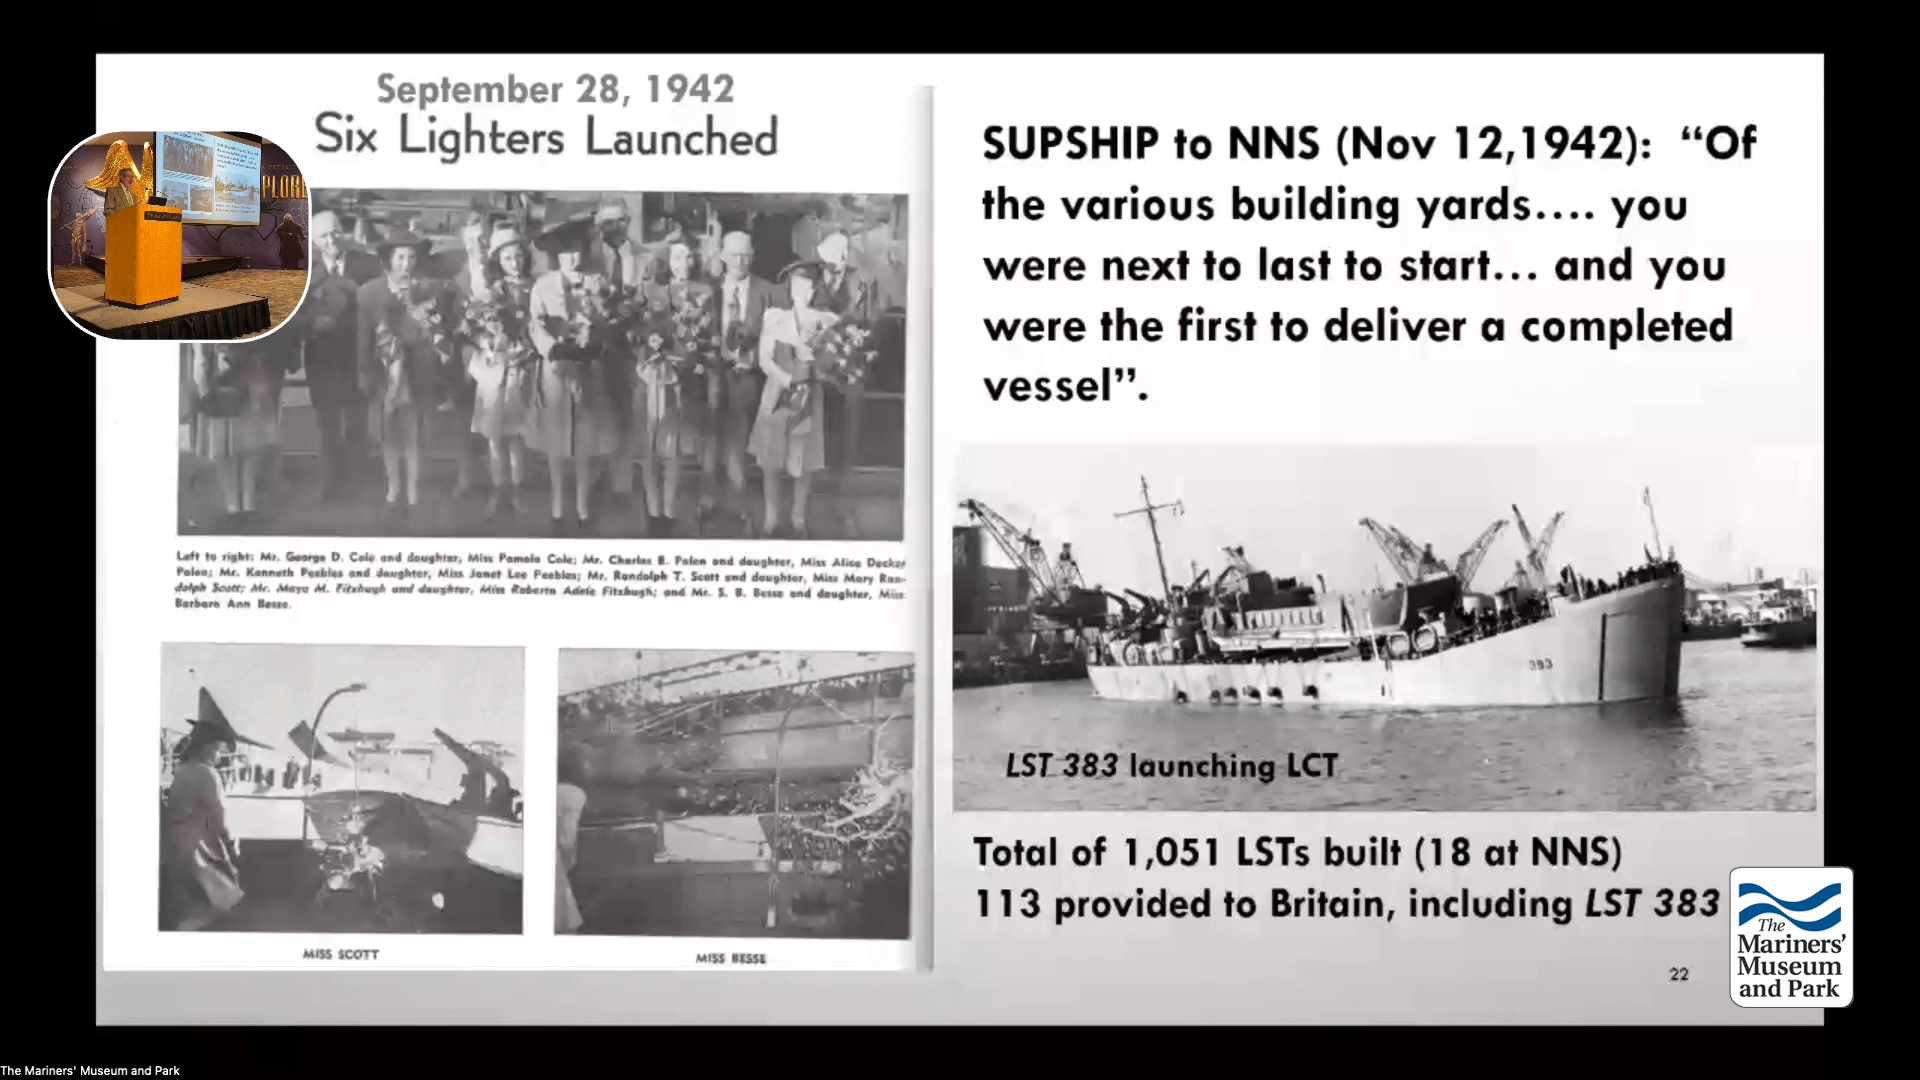 September 28, 1942
Six Lighters Launched
Left to right: Mr. George D. Cole and daughter, Miss Pamela Cole; Mr. Charles B. Palen and daughter, Miss Alice Decker
Palen; Mr. Kenneth Peebles and daughter, Miss Janet Lee Peebles; Mr. Randolph T. Scott and daughter, Miss Mary Ran-
dolph Scott; Mr. Maya M. Fitzhugh and daughter, Miss Roberta Adele Fitzhugh; and Mr. S. B. Besse and daughter, Miss
Barbara Ann Besse.
MISS SCOTT
MISS BESSE
SUPSHIP to NNS (Nov 12,1942): “Of
the various building yards…. you
were next to last to start… and you
were the first to deliver a completed
vessel”.
383
LST 383 launching LCT
Total of 1,051 LSTs built (18 at NNS)
113 provided to Britain, including LST 383
22
The
Mariners’
Museum
and Park
The Mariners' Museum and Park